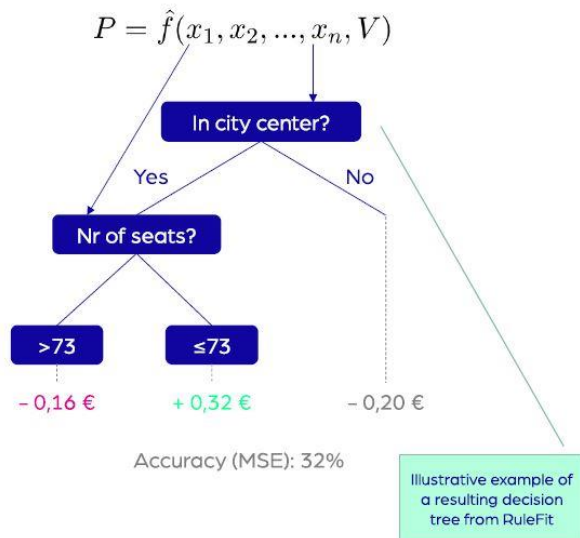 P = f̂(x₁, x₂, ..., xₙ, V)
In city center?
Yes
No
Nr of seats?
>73
≤73
- 0,16 €
+ 0,32 €
- 0,20 €
Accuracy (MSE): 32%
Illustrative example of
a resulting decision
tree from RuleFit